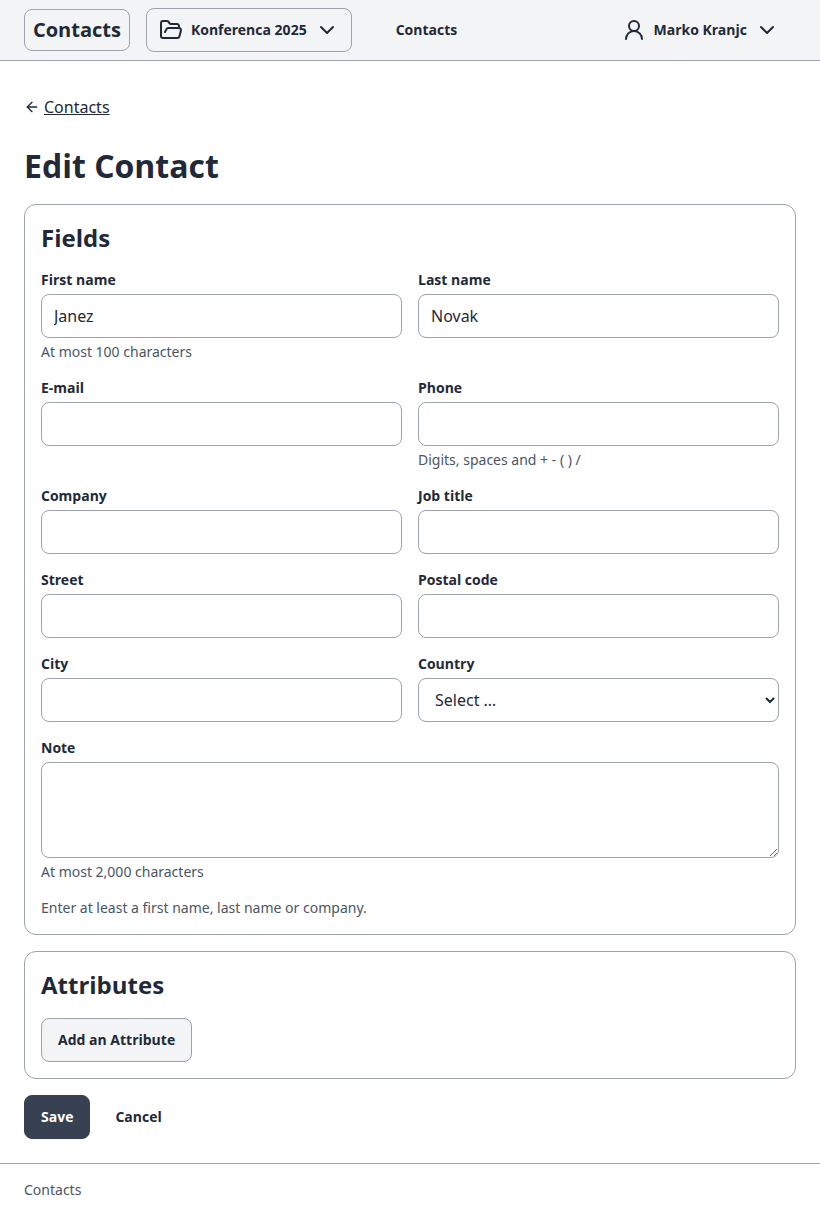 Contacts Konferenca 2025 Contacts Marko Kranjc
Contacts
Edit Contact
Fields
First name Last name
Janez Novak
At most 100 characters
E-mail Phone
Digits, spaces and + - ( ) /
Company Job title
Street Postal code
City Country
Select ...
Note
At most 2,000 characters
Enter at least a first name, last name or company.
Attributes
Add an Attribute
Save Cancel
Contacts